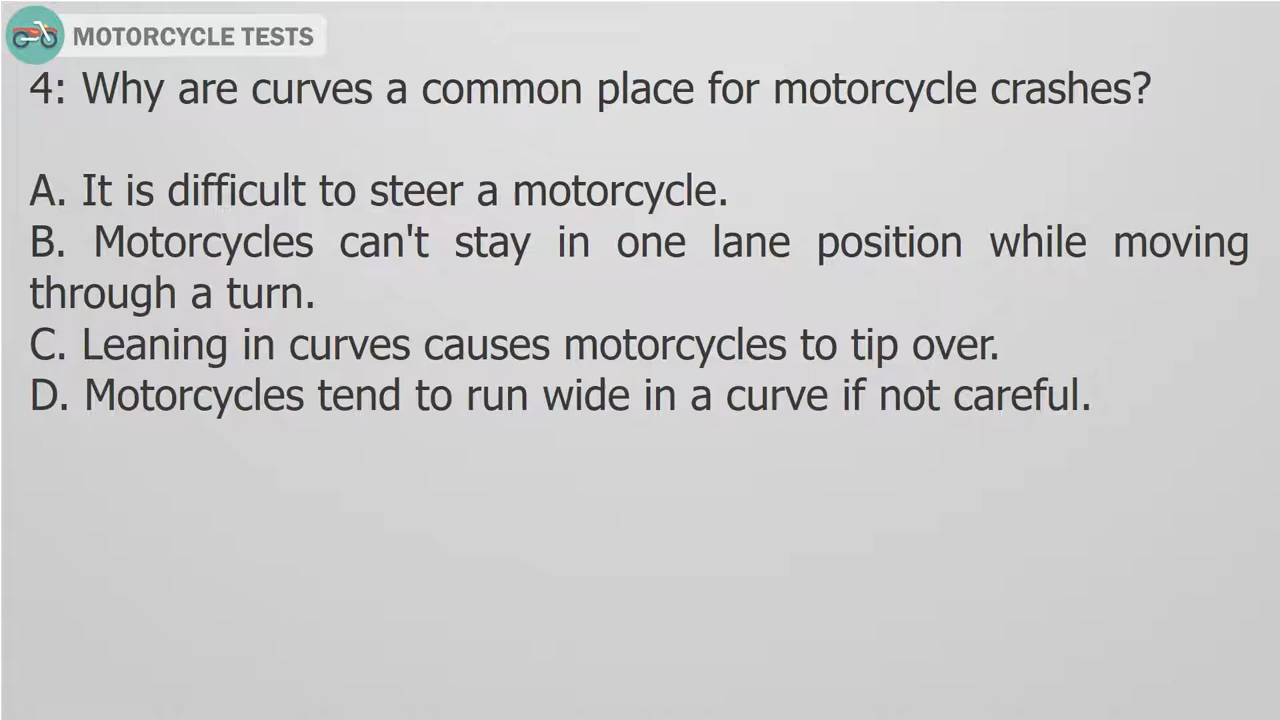 MOTORCYCLE TESTS
4: Why are curves a common place for motorcycle crashes?
A. It is difficult to steer a motorcycle.
B. Motorcycles can't stay in one lane position while moving
through a turn.
C. Leaning in curves causes motorcycles to tip over.
D. Motorcycles tend to run wide in a curve if not careful.